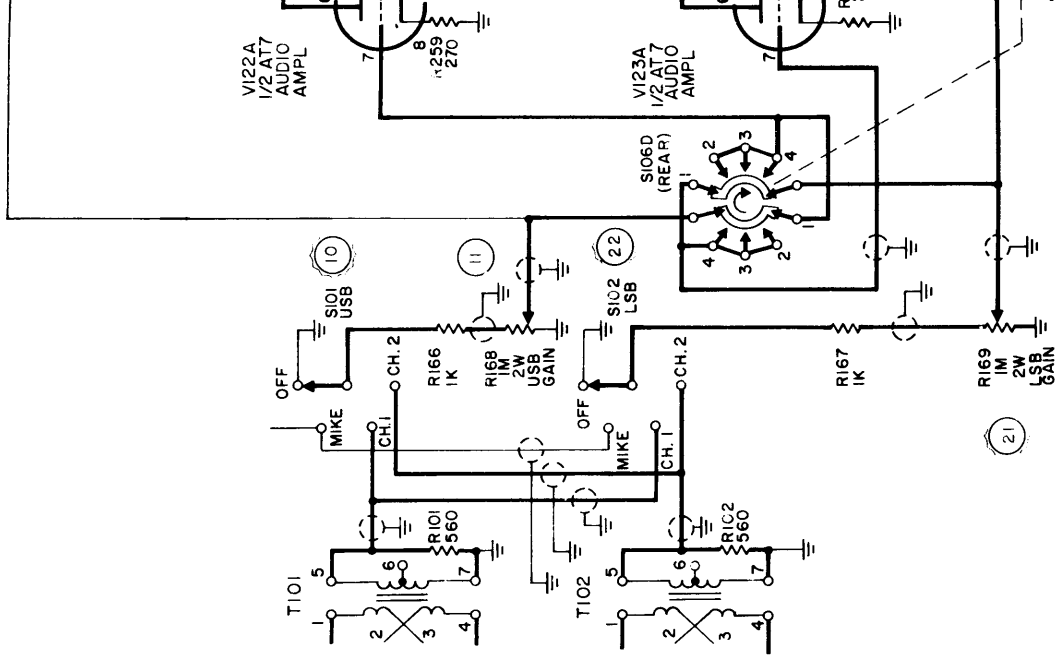 V122A
1/2 AT7
AUDIO
AMPL
7
8
R259
270
V123A
1/2 AT7
AUDIO
AMPL
7
S106D
(REAR)
1
2
3
4
4
3
2
1
10
S101
USB
11
22
S102
LSB
OFF
MIKE
CH. 1
CH. 2
R166
1K
R168
1M
2W
USB
GAIN
OFF
MIKE
CH. 1
CH. 2
R167
1K
R169
1M
2W
LSB
GAIN
21
T101
1
2
3
4
5
6
7
R101
560
T102
1
2
3
4
5
6
7
R102
560